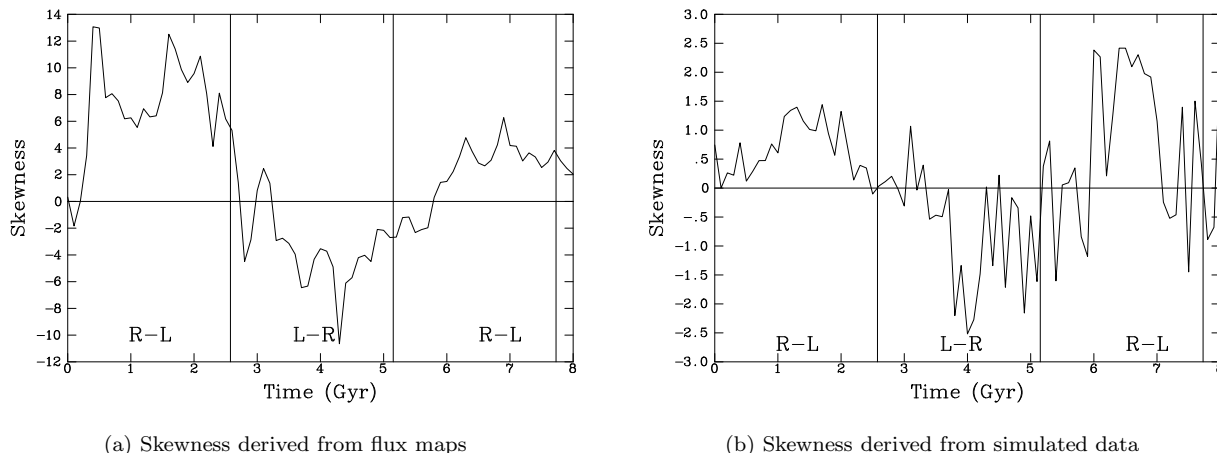 14
12
10
8
6
4
2
0
−2
−4
−6
−8
−10
−12
Skewness
R−L
L−R
R−L
0 1 2 3 4 5 6 7 8
Time (Gyr)
(a) Skewness derived from flux maps
3.0
2.5
2.0
1.5
1.0
.5
0
−.5
−1.0
−1.5
−2.0
−2.5
−3.0
Skewness
R−L
L−R
R−L
0 1 2 3 4 5 6 7 8
Time (Gyr)
(b) Skewness derived from simulated data